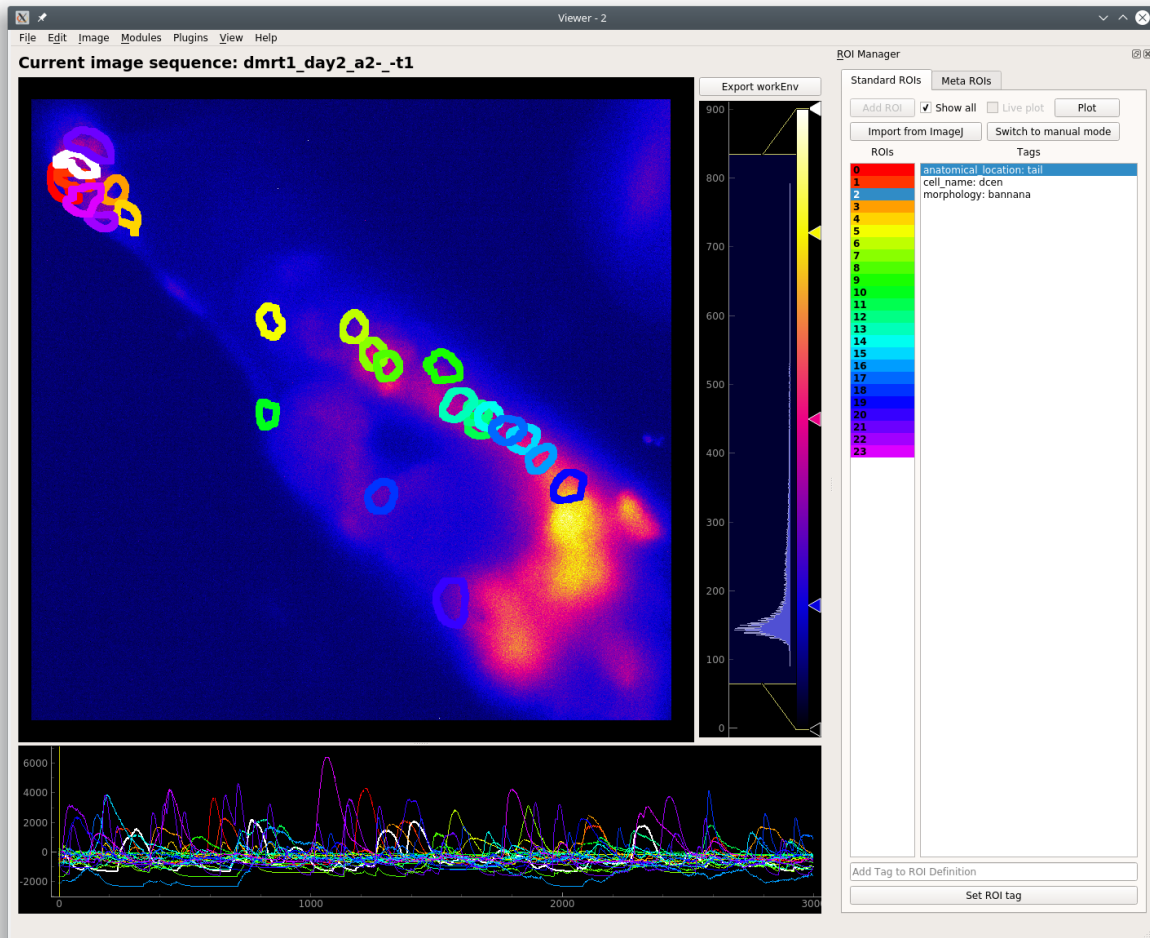 Viewer - 2
File Edit Image Modules Plugins View Help
Current image sequence: dmrt1_day2_a2-_-t1
Export workEnv
900
800
700
600
500
400
300
200
100
0
6000
4000
2000
0
-2000
0 1000 2000 3000
ROI Manager
Standard ROIs Meta ROIs
Add ROI Show all Live plot Plot
Import from ImageJ Switch to manual mode
ROIs Tags
0 anatomical_location: tail
1 cell_name: dcen
2 morphology: bannana
3
4
5
6
7
8
9
10
11
12
13
14
15
16
17
18
19
20
21
22
23
Add Tag to ROI Definition
Set ROI tag